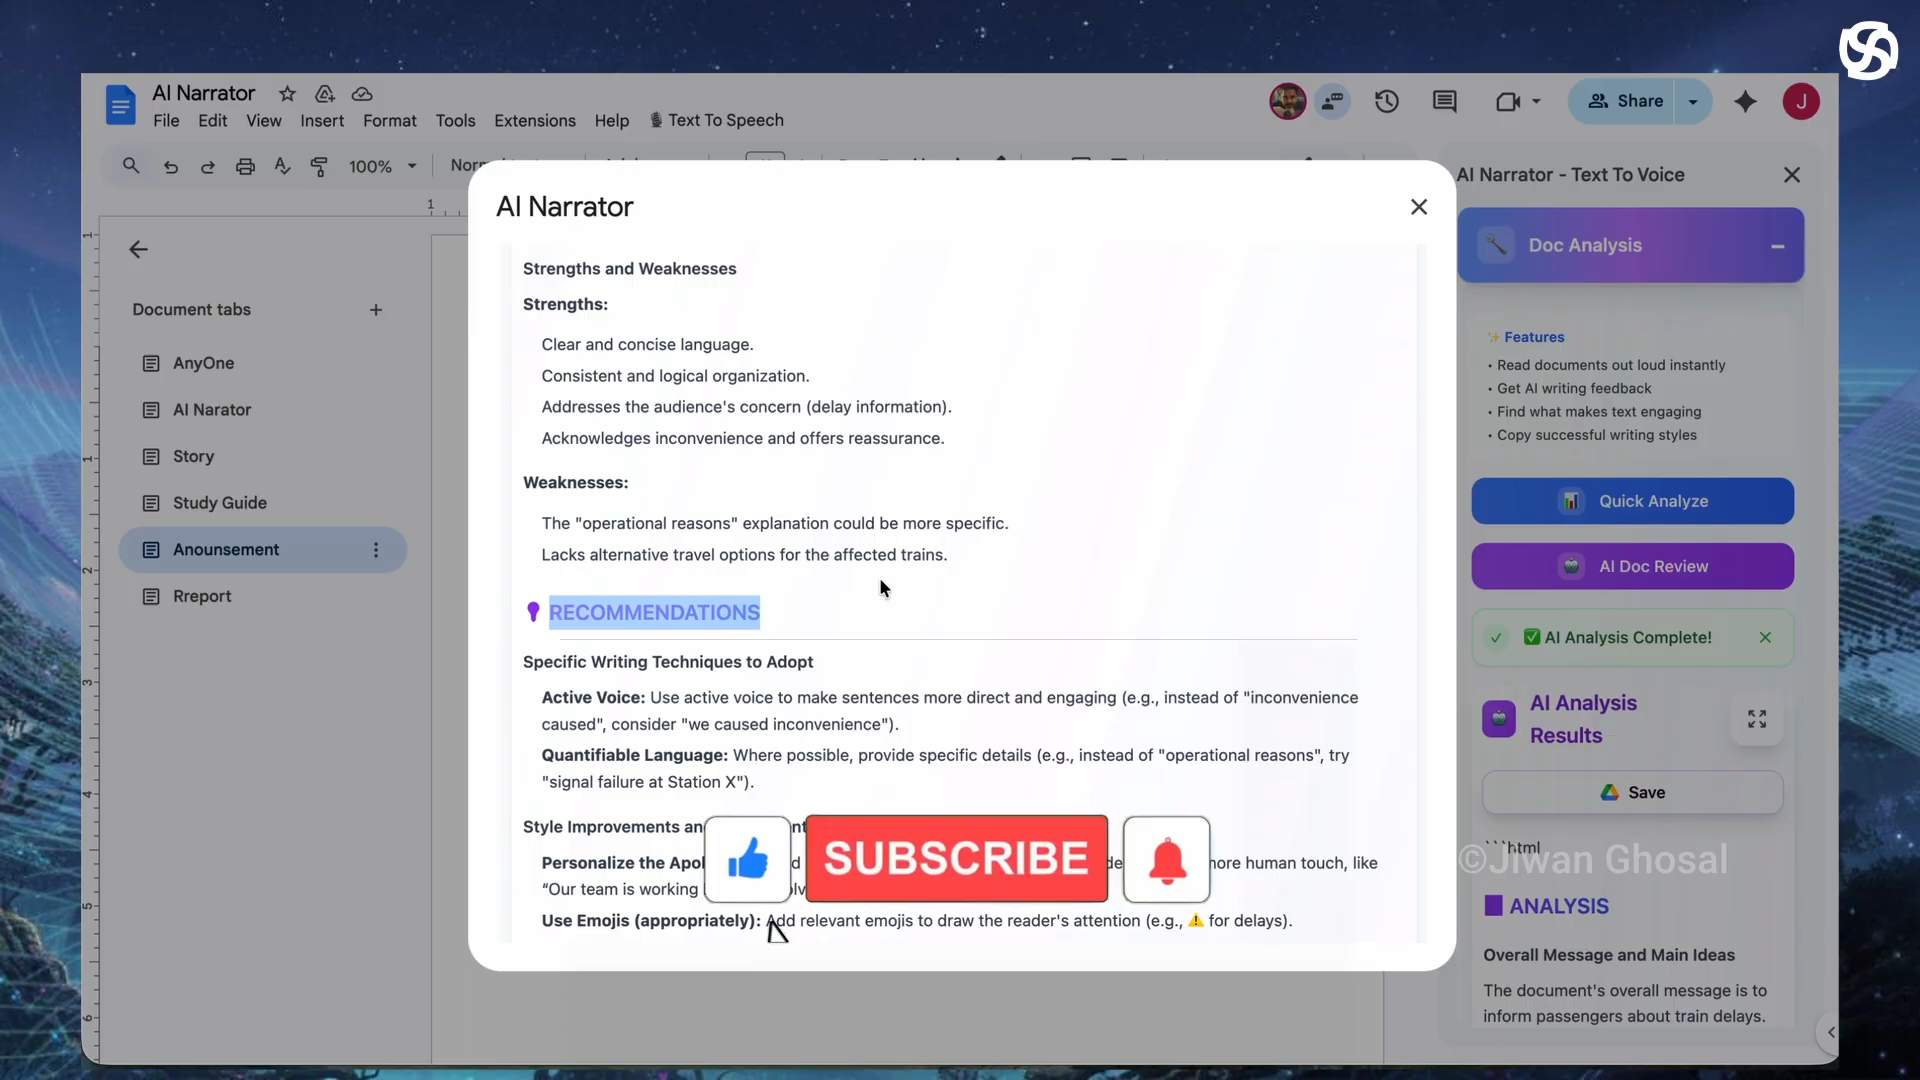 AI Narrator
File Edit View Insert Format Tools Extensions Help Text To Speech
Share
J
100%
1
AI Narrator - Text To Voice
Doc Analysis
✨ Features
• Read documents out loud instantly
• Get AI writing feedback
• Find what makes text engaging
• Copy successful writing styles
Quick Analyze
AI Doc Review
✅ AI Analysis Complete!
AI Analysis
Results
Save
```html
©Jiwan Ghosal
ANALYSIS
Overall Message and Main Ideas
The document's overall message is to
inform passengers about train delays.
Document tabs
AnyOne
AI Narator
Story
Study Guide
Anounsement
Rreport
1
1
2
3
4
5
6
AI Narrator
Strengths and Weaknesses
Strengths:
Clear and concise language.
Consistent and logical organization.
Addresses the audience's concern (delay information).
Acknowledges inconvenience and offers reassurance.
Weaknesses:
The "operational reasons" explanation could be more specific.
Lacks alternative travel options for the affected trains.
RECOMMENDATIONS
Specific Writing Techniques to Adopt
Active Voice: Use active voice to make sentences more direct and engaging (e.g., instead of "inconvenience
caused", consider "we caused inconvenience").
Quantifiable Language: Where possible, provide specific details (e.g., instead of "operational reasons", try
"signal failure at Station X").
Style Improvements
Personalize the more human touch, like
“Our team is working
Use Emojis (appropriately): Add relevant emojis to draw the reader's attention (e.g., ⚠ for delays).
SUBSCRIBE